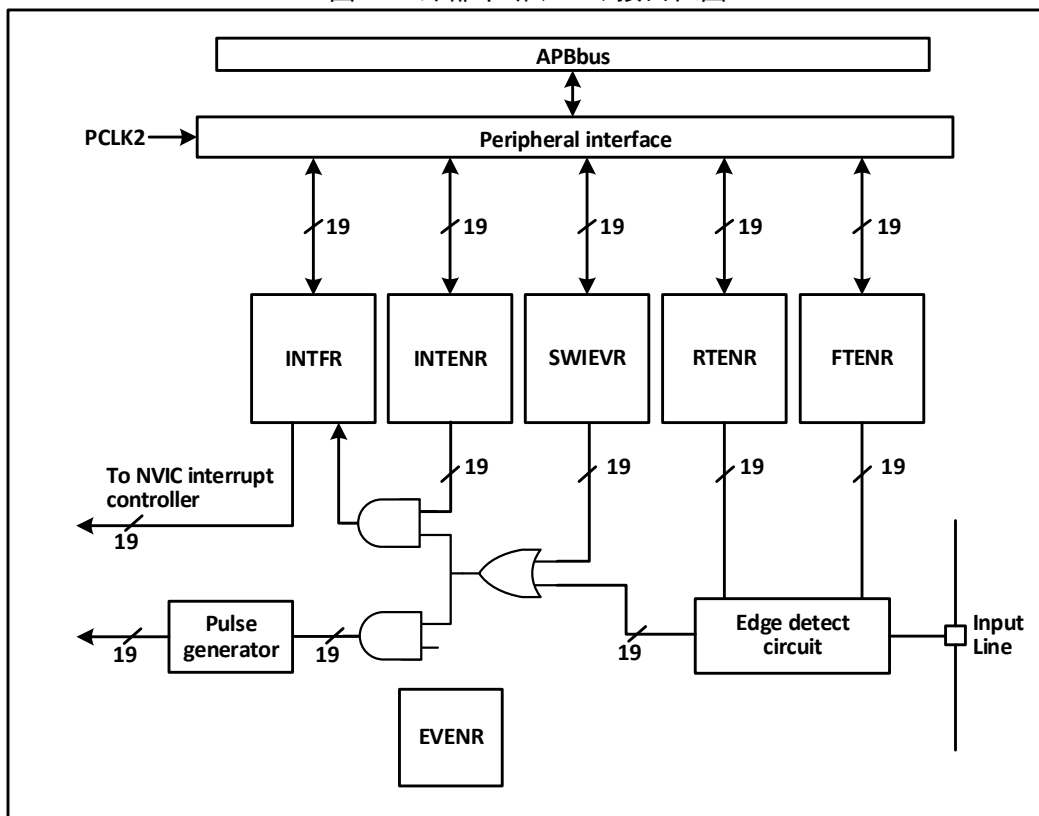 APBbus
PCLK2
Peripheral interface
19
19
19
19
19
INTFR
INTENR
SWIEVR
RTENR
FTENR
19
19
19
19
To NVIC interrupt
controller
19
Pulse
generator
19
19
19
Edge detect
circuit
Input
Line
EVENR